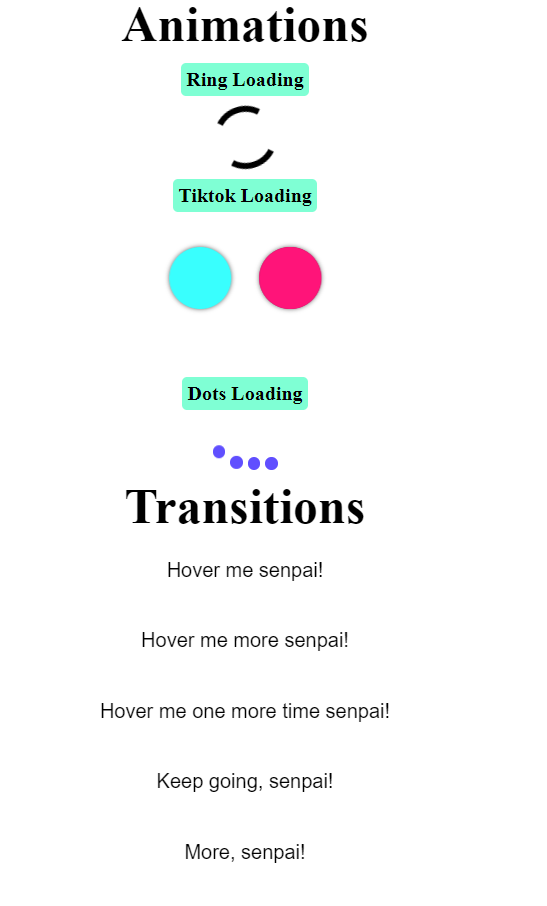 Animations
Ring Loading
Tiktok Loading
Dots Loading
Transitions
Hover me senpai!
Hover me more senpai!
Hover me one more time senpai!
Keep going, senpai!
More, senpai!